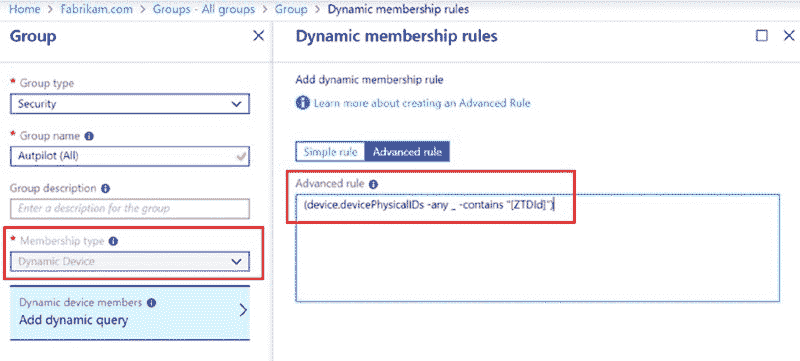 Home > Fabrikam.com > Groups - All groups > Group > Dynamic membership rules
Group
* Group type
Security
* Group name
Autpilot (All)
Group description
Enter a description for the group
* Membership type
Dynamic Device
Dynamic device members
Add dynamic query
Dynamic membership rules
Add dynamic membership rule
Learn more about creating an Advanced Rule
Simple rule Advanced rule
Advanced rule
(device.devicePhysicalIDs -any _ -contains "[ZTDId]")